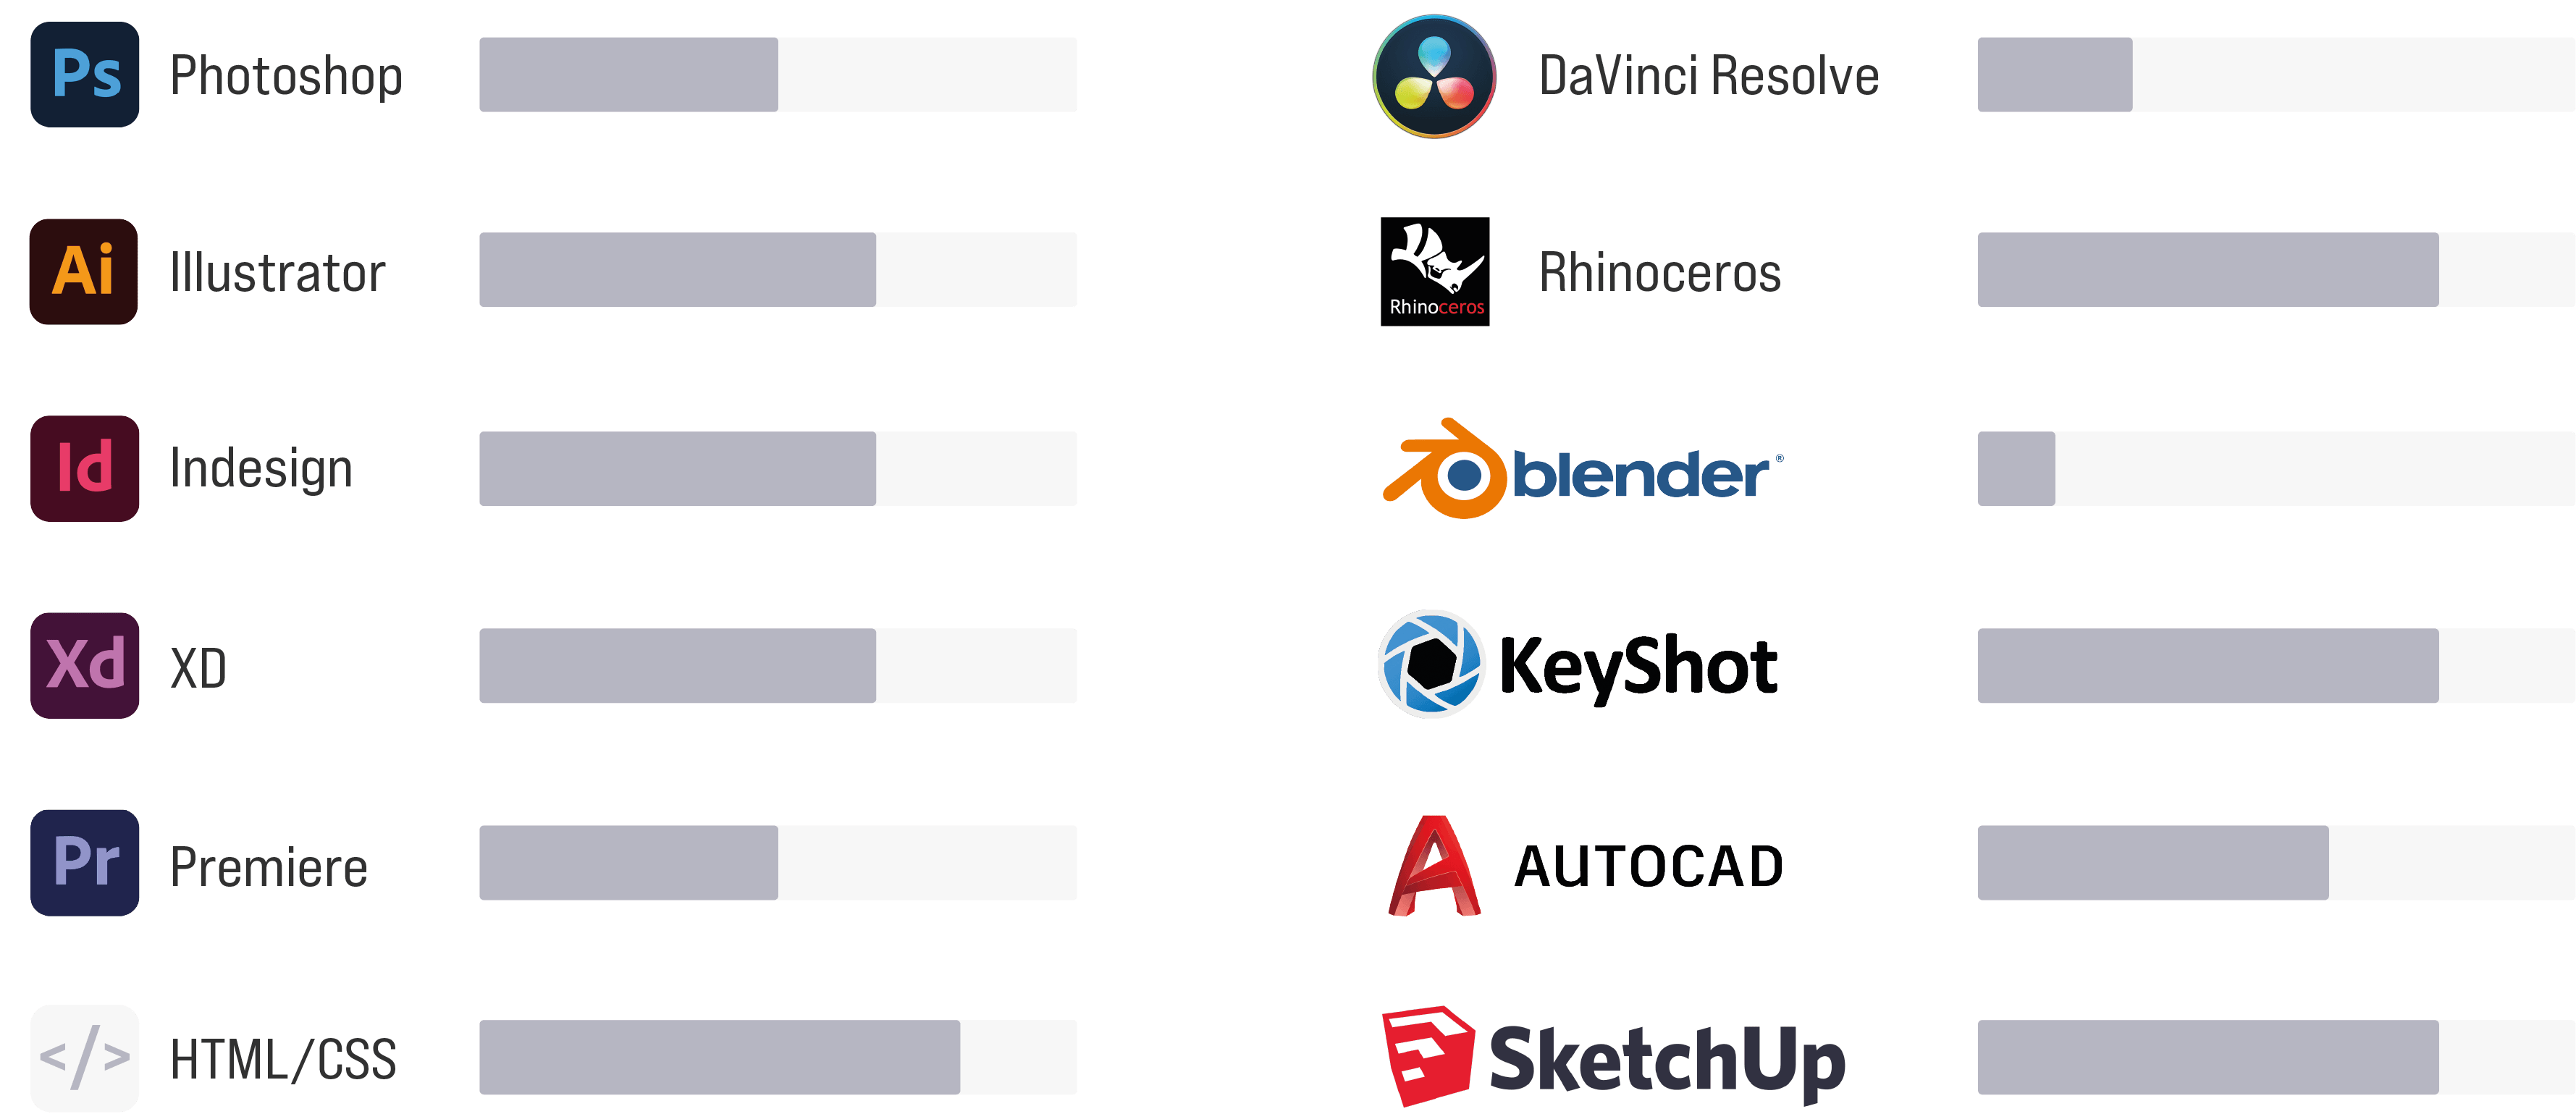 Ps Photoshop
Ai Illustrator
Id Indesign
Xd XD
Pr Premiere
</> HTML/CSS
DaVinci Resolve
Rhinoceros Rhinoceros
blender®
KeyShot
AUTOCAD
SketchUp